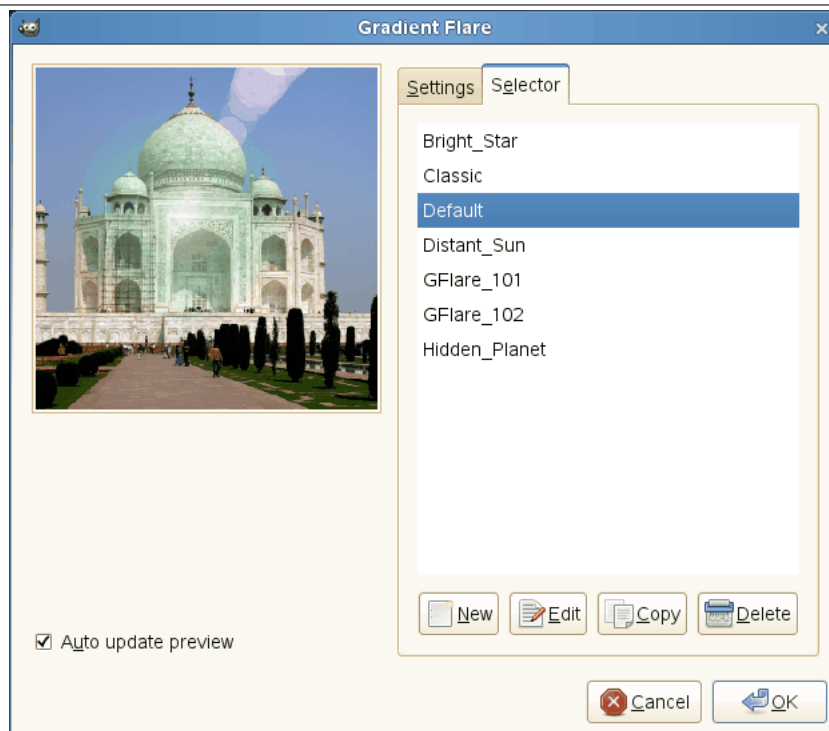 Gradient Flare
Settings Selector
Bright_Star
Classic
Default
Distant_Sun
GFlare_101
GFlare_102
Hidden_Planet
New Edit Copy Delete
Auto update preview
Cancel OK